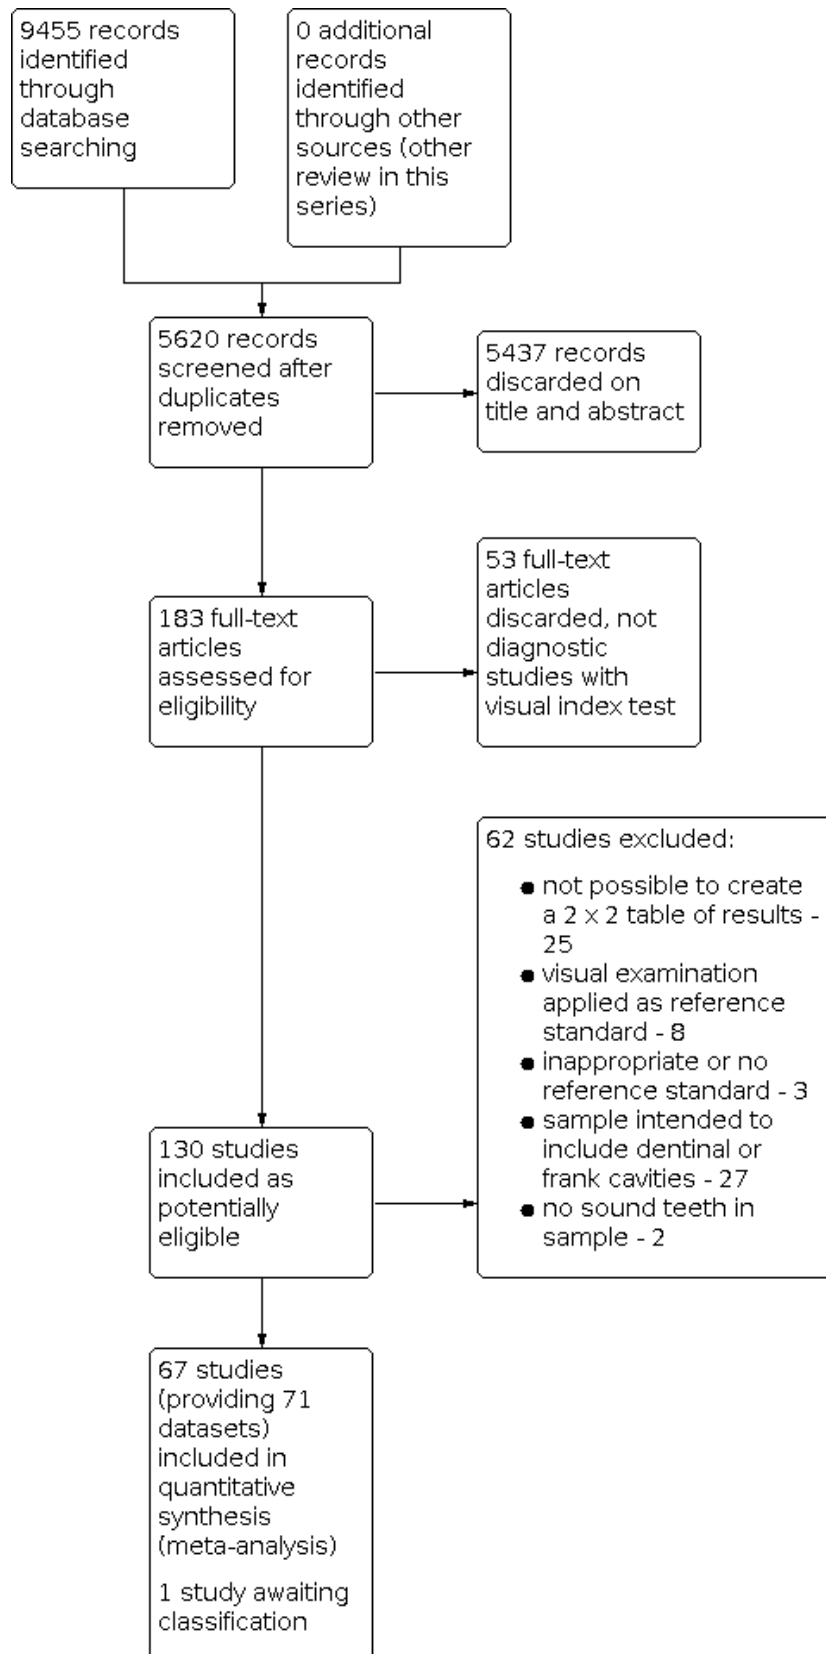 9455 records
identified
through
database
searching
0 additional
records
identified
through other
sources (other
review in this
series)
5620 records
screened after
duplicates
removed
5437 records
discarded on
title and abstract
183 full-text
articles
assessed for
eligibility
53 full-text
articles
discarded, not
diagnostic
studies with
visual index test
62 studies excluded:
● not possible to create
a 2 x 2 table of results -
25
● visual examination
applied as reference
standard - 8
● inappropriate or no
reference standard - 3
● sample intended to
include dentinal or
frank cavities - 27
● no sound teeth in
sample - 2
130 studies
included as
potentially
eligible
67 studies
(providing 71
datasets)
included in
quantitative
synthesis
(meta-analysis)
1 study awaiting
classification